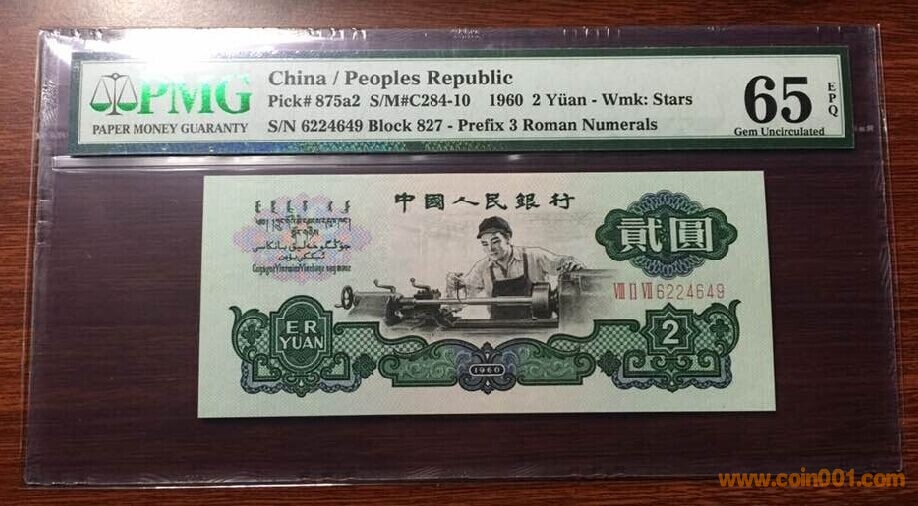 PMG
PAPER MONEY GUARANTY
China / Peoples Republic
Pick# 875a2 S/M#C284-10 1960 2 Yüan - Wmk: Stars
S/N 6224649 Block 827 - Prefix 3 Roman Numerals
65
EPQ
Gem Uncirculated
中國人民銀行
貳圓
VIII II VII 6224649
ER
YUAN
1960
2
www.coin001.com